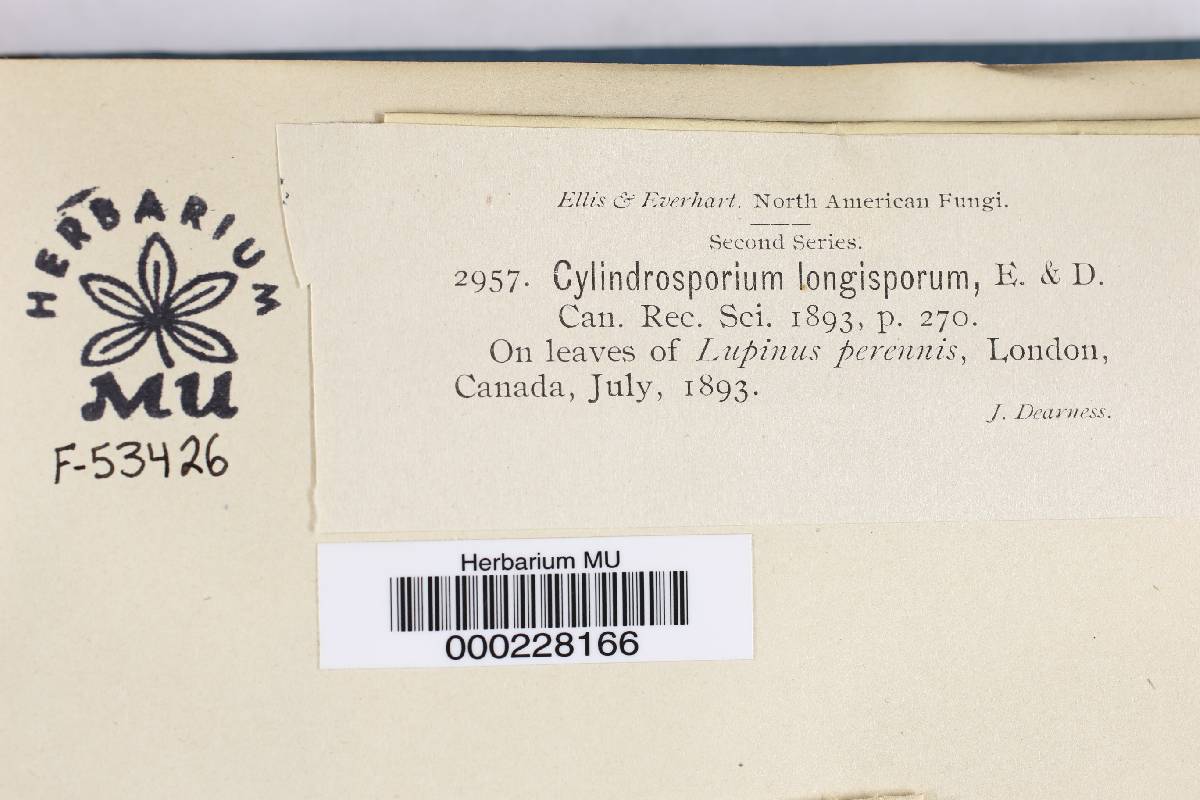 HERBARIUM
MU
F-53426
Ellis & Everhart. North American Fungi.
Second Series.
2957. Cylindrosporium longisporum, E. & D.
Can. Rec. Sci. 1893, p. 270.
On leaves of Lupinus perennis, London,
Canada, July, 1893.
J. Dearness.
Herbarium MU
000228166